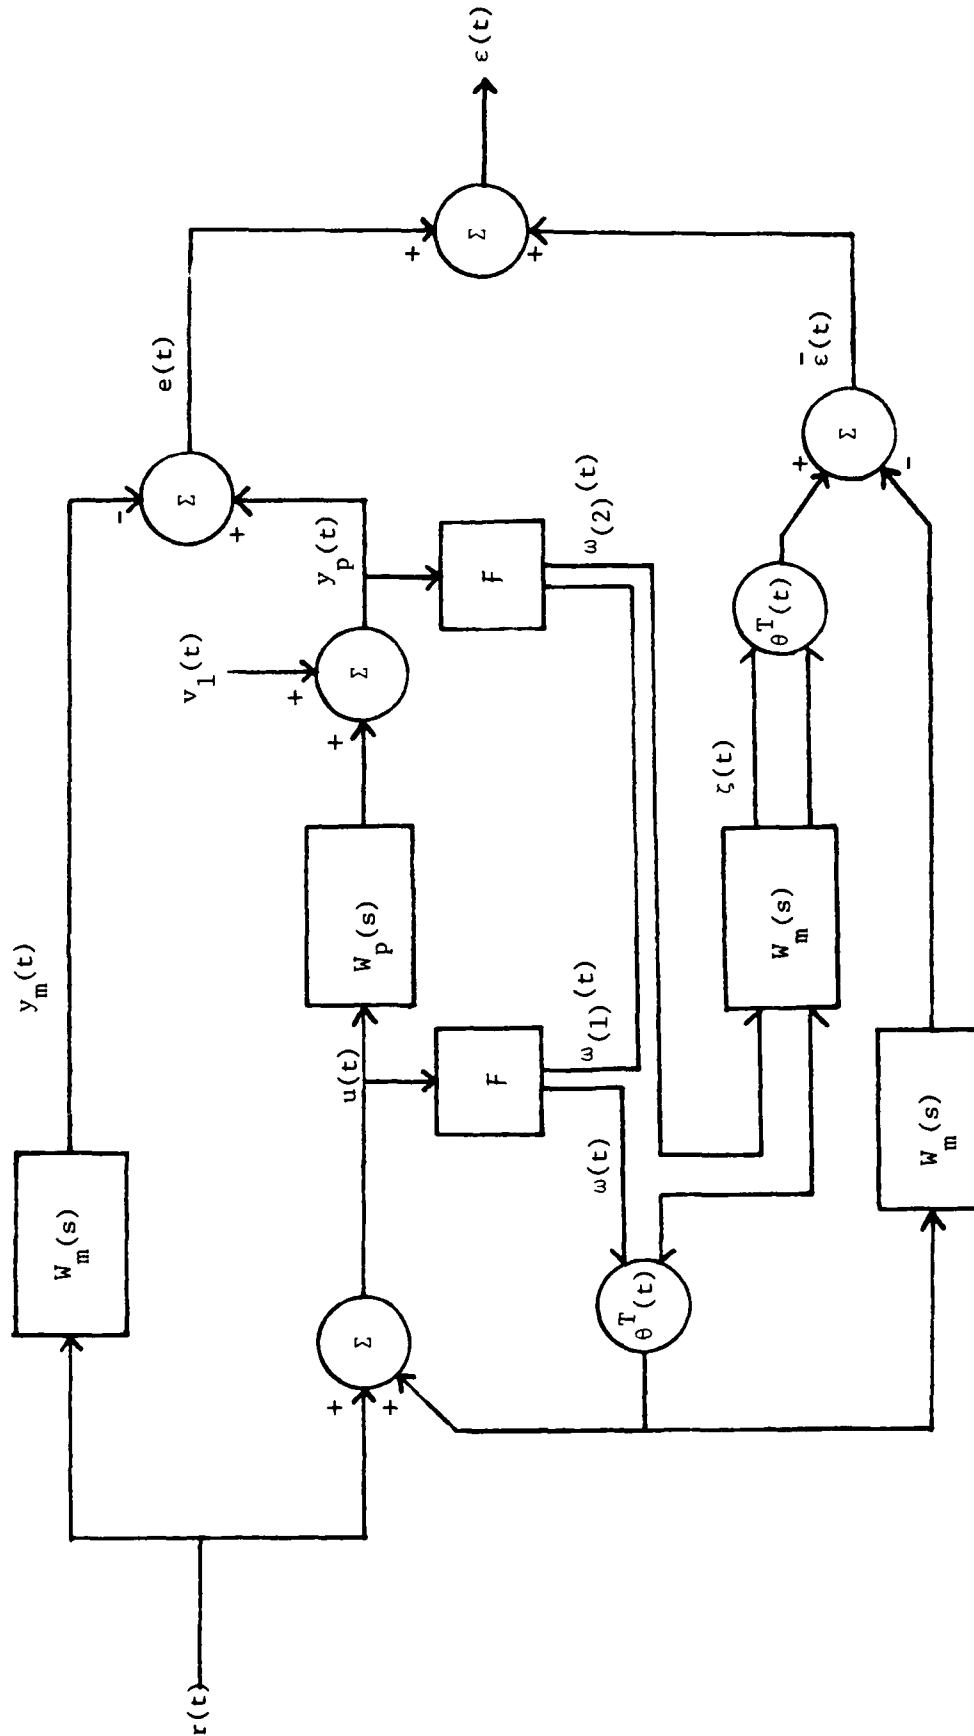 r(t)
W_m(s)
y_m(t)
-
Σ
+
e(t)
+
Σ
+
ε(t)
+
+
Σ
u(t)
W_p(s)
+
Σ
+
v_1(t)
y_p(t)
F
F
ω_(1)(t)
ω_(2)(t)
ω(t)
θ^T(t)
W_m(s)
ζ(t)
θ^T(t)
+
Σ
-
ε̄(t)
W_m(s)